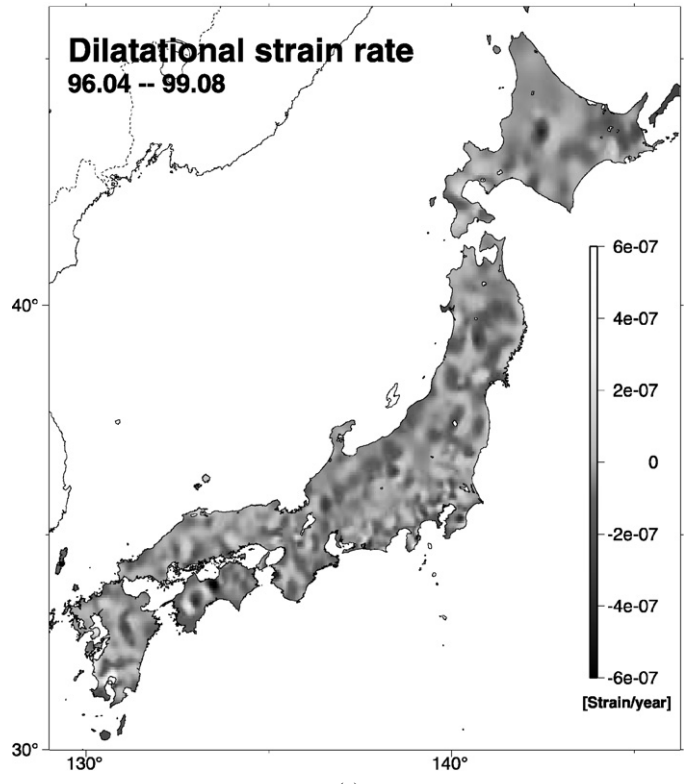 Dilatational strain rate
96.04 -- 99.08
6e-07
40°
4e-07
2e-07
0
-2e-07
-4e-07
-6e-07
[Strain/year]
30°
130°
140°